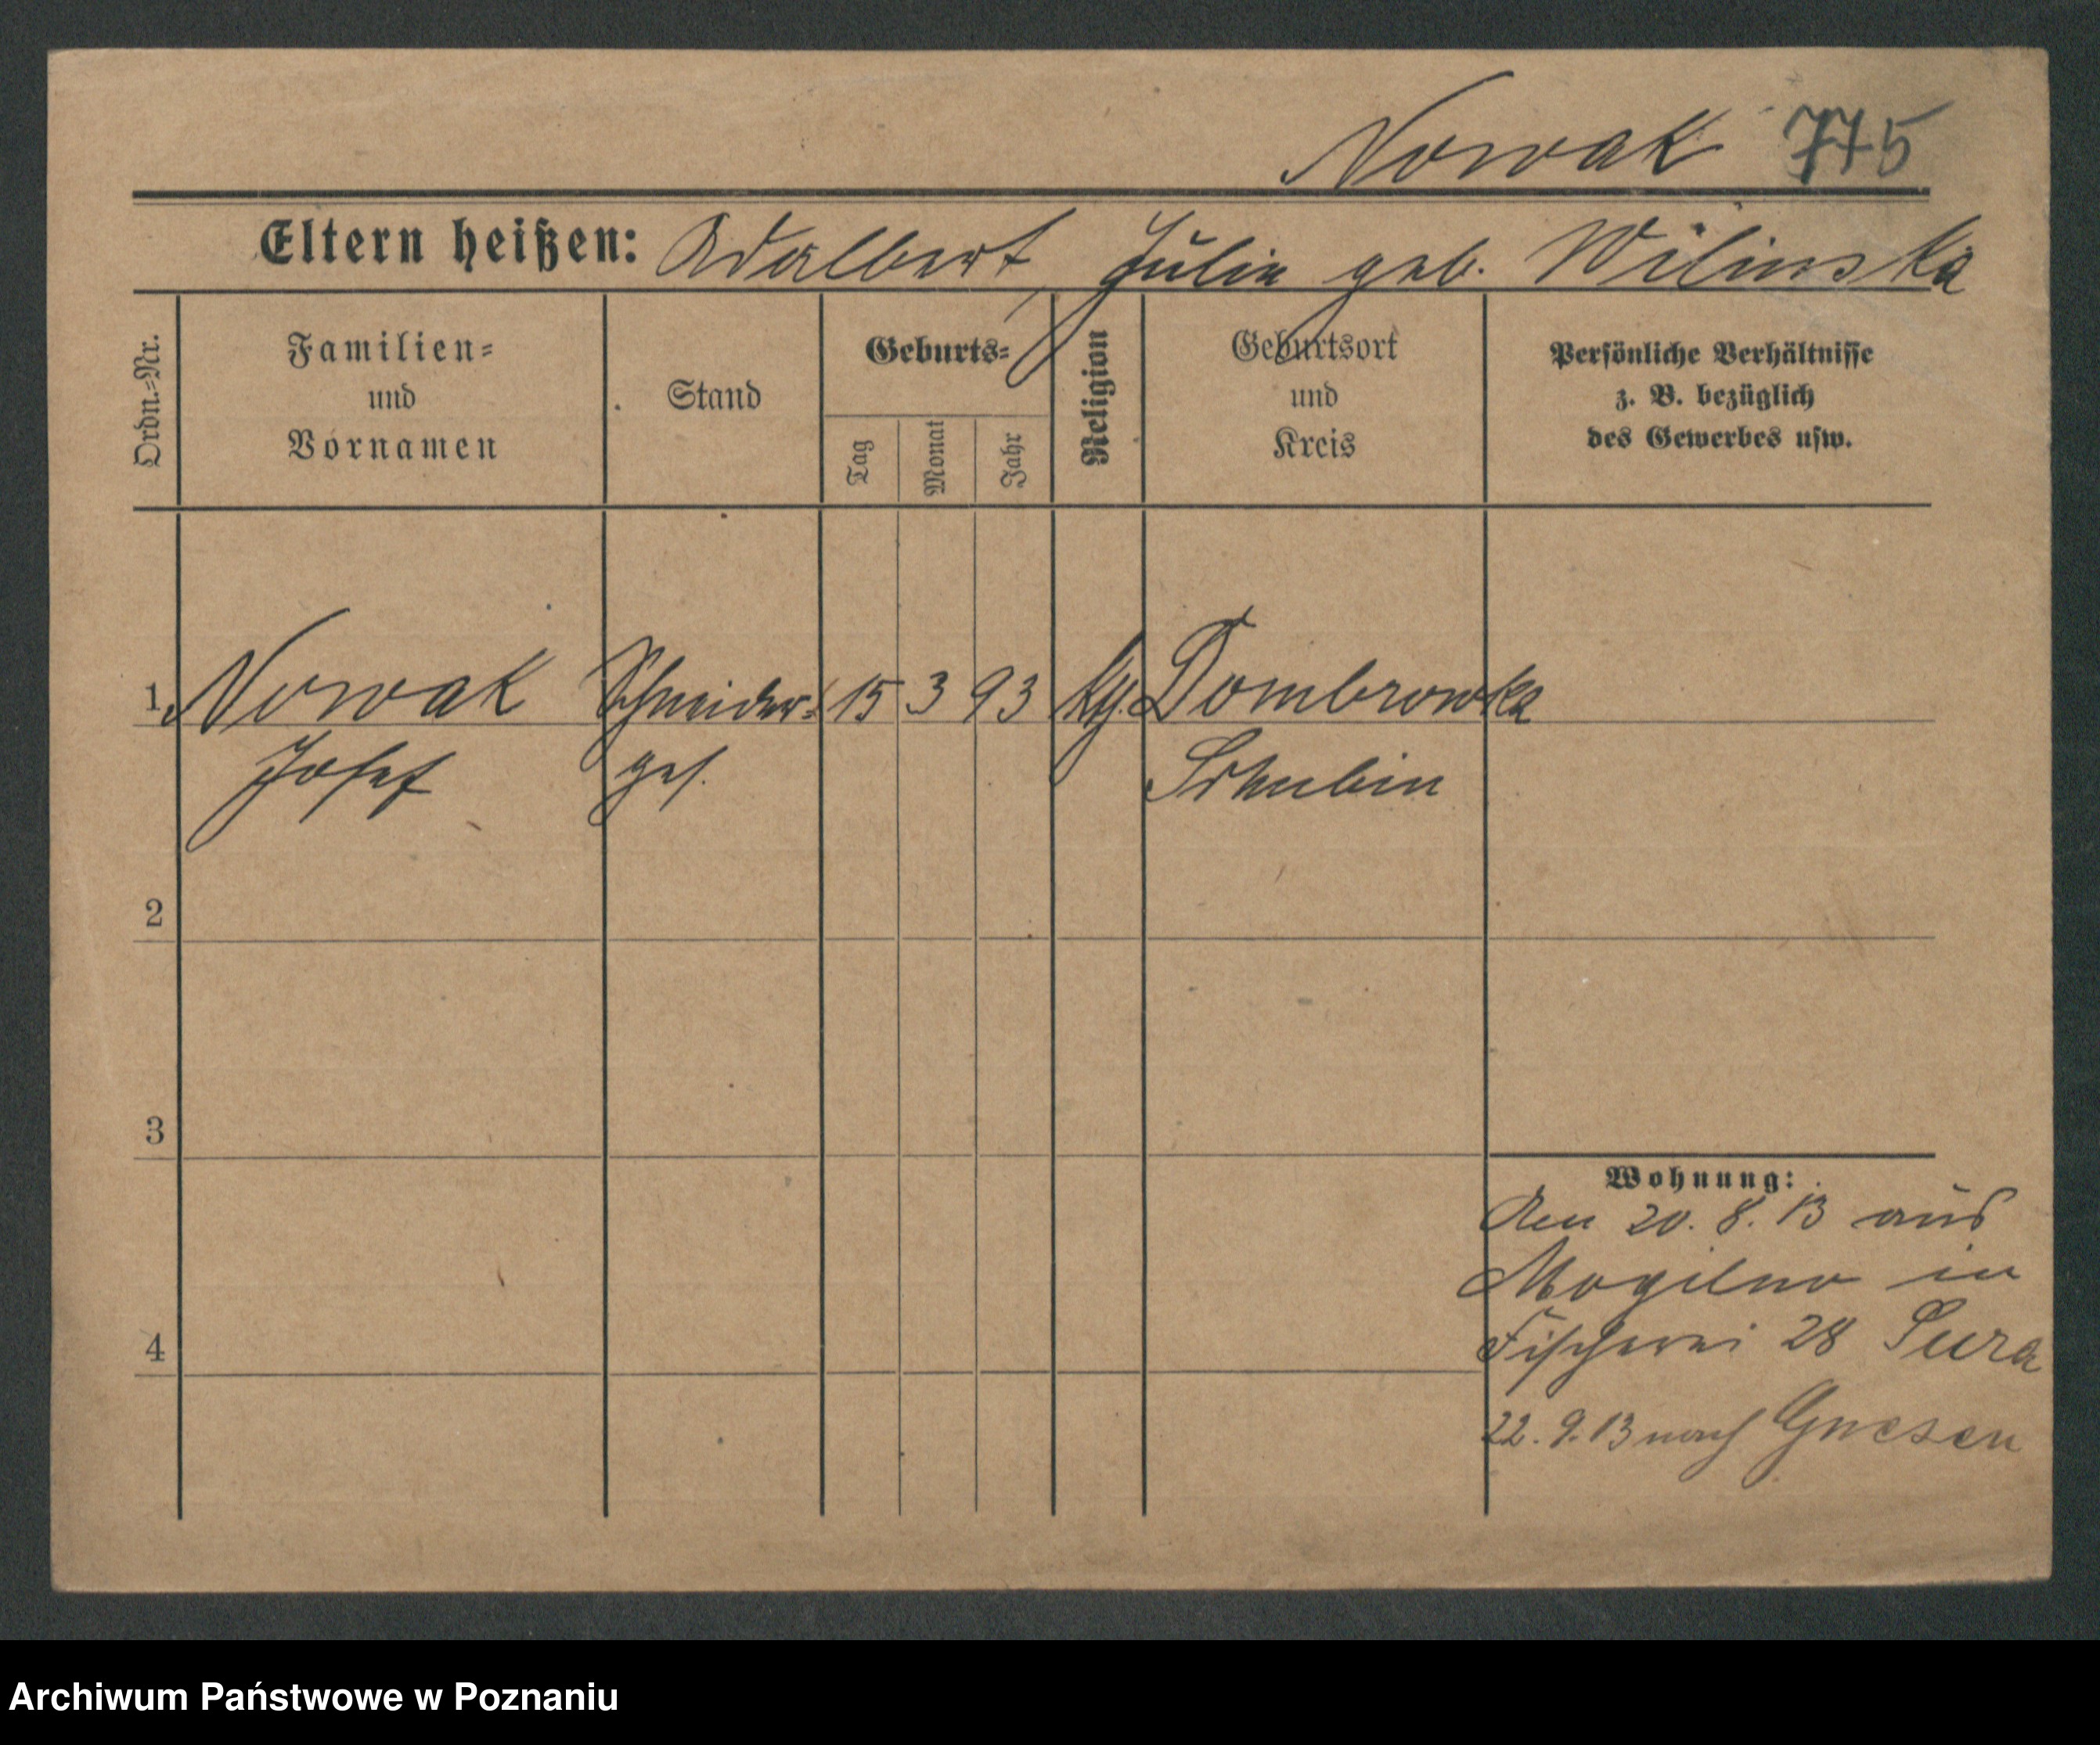 Nowak 775
Eltern heißen: Adalbert, Julia geb. Wilinska
Ordn.=Nr.
Familien=
und
Vornamen
Stand
Geburts=
Tag
Monat
Jahr
Religion
Geburtsort
und
Kreis
Persönliche Verhältnisse
z. B. bezüglich
des Gewerbes usw.
1 Nowak Schneider= 15 3 93 kg. Dombrowka
Josef ges. Schubin
2
3
Wohnung:
Den 20. 8. 13 aus
Mogilno in
4
Fischerei 28 Sura
22. 9. 13 nach Gnesen
Archiwum Państwowe w Poznaniu